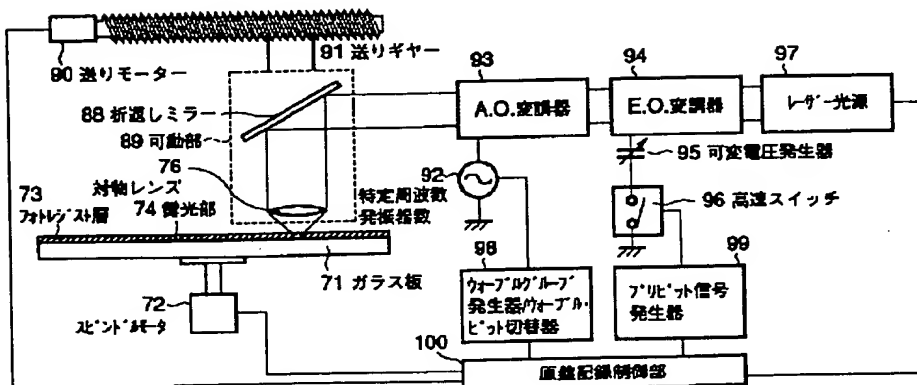 91 送りギヤー
90 送りモーター
93
A.O.変調器
94
E.O.変調器
97
レーザー光源
88 折返しミラー
89 可動部
95 可変電圧発生器
92
76
対物レンズ
特定周波数
発振器数
96 高速スイッチ
73
フォトレジスト層
74 露光部
71 ガラス板
72
スピンドルモータ
98
ウォーブルグルーブ
発生器/ウォーブル・
ピット切替器
99
プリピット信号
発生器
100
原盤記録制御部